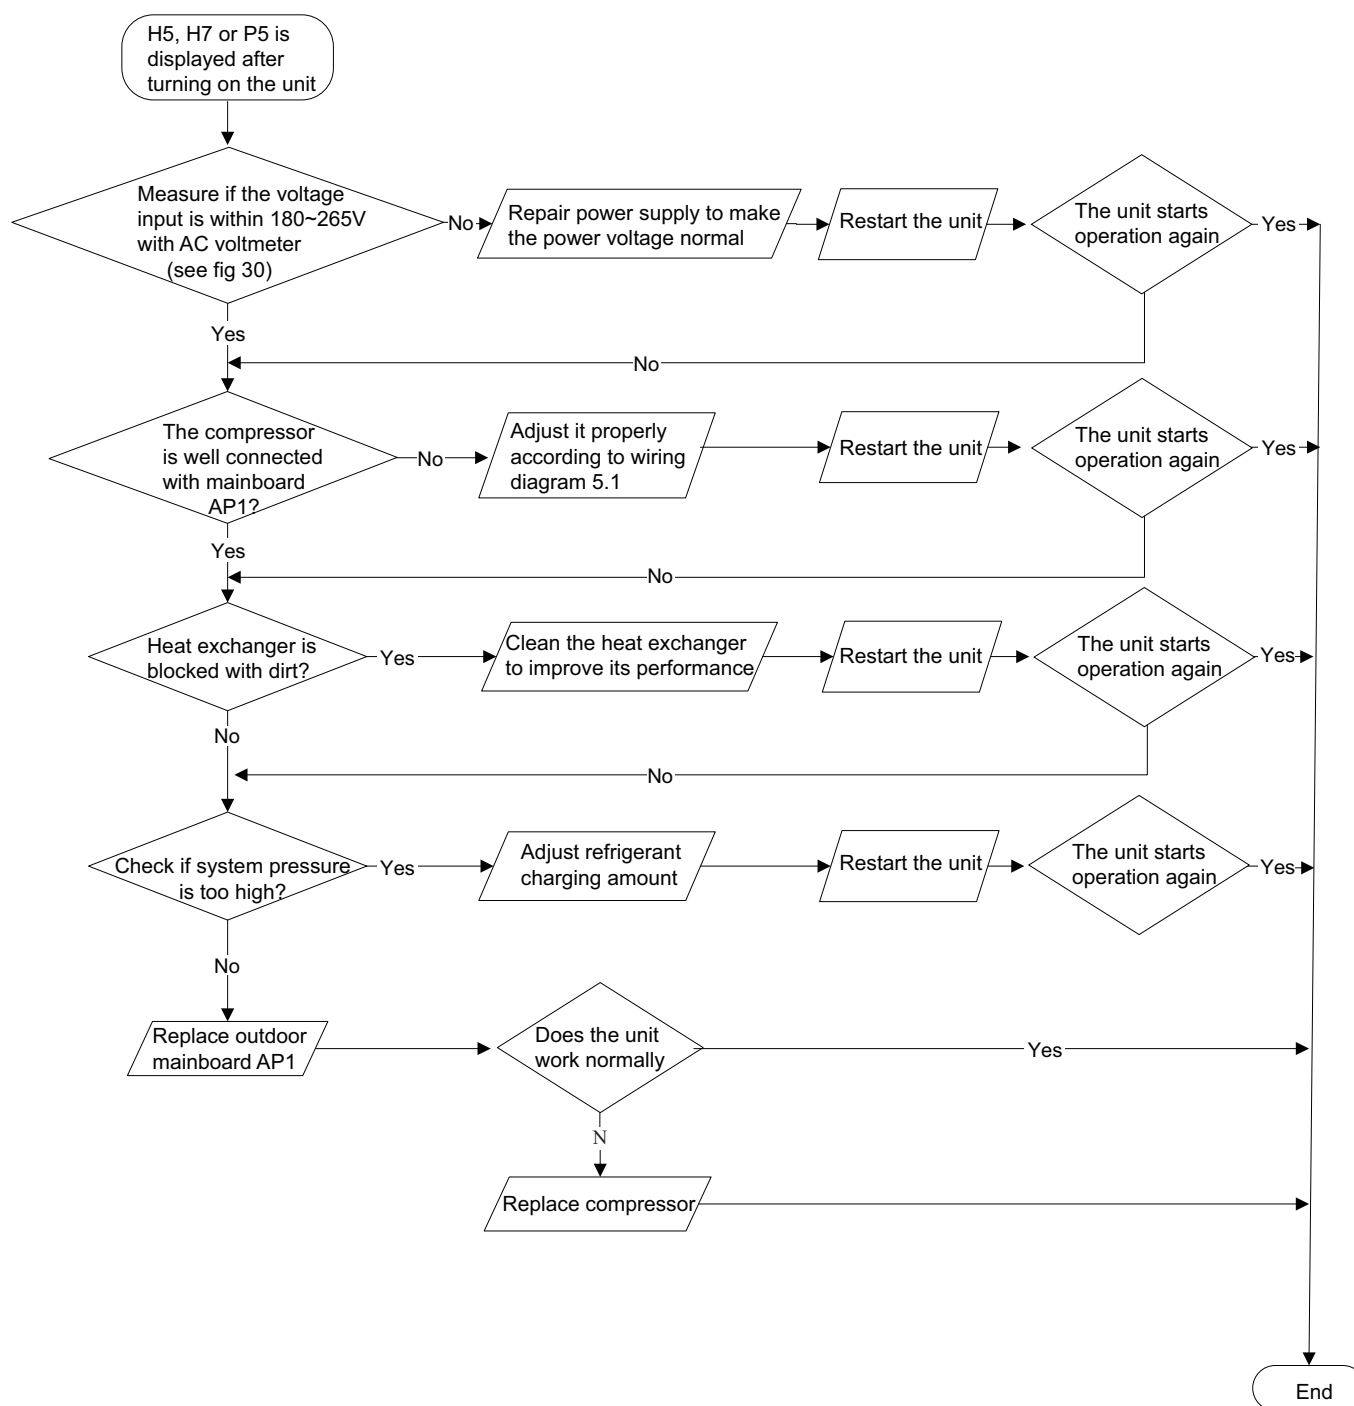 H5, H7 or P5 is
displayed after
turning on the unit
Measure if the voltage
input is within 180~265V
with AC voltmeter
(see fig 30)
No
Repair power supply to make
the power voltage normal
Restart the unit
The unit starts
operation again
Yes
Yes
No
The compressor
is well connected
with mainboard
AP1?
No
Adjust it properly
according to wiring
diagram 5.1
Restart the unit
The unit starts
operation again
Yes
Yes
No
Heat exchanger is
blocked with dirt?
Yes
Clean the heat exchanger
to improve its performance
Restart the unit
The unit starts
operation again
Yes
No
No
Check if system pressure
is too high?
Yes
Adjust refrigerant
charging amount
Restart the unit
The unit starts
operation again
Yes
No
Replace outdoor
mainboard AP1
Does the unit
work normally
Yes
N
Replace compressor
End